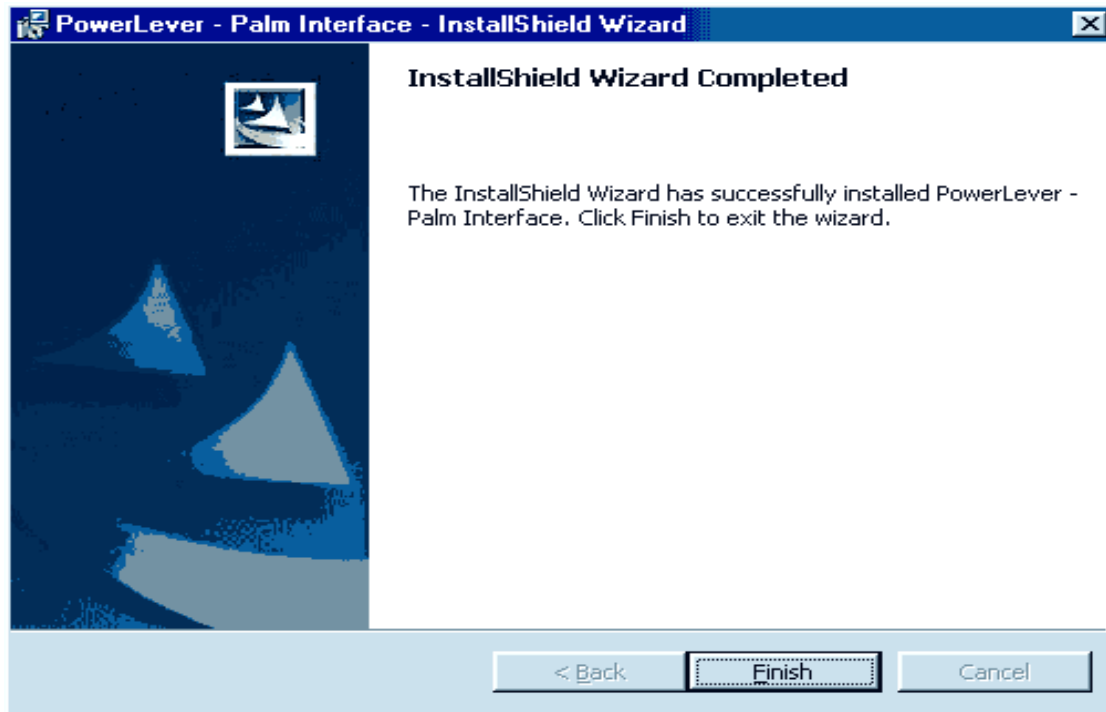 PowerLever - Palm Interface - InstallShield Wizard
InstallShield Wizard Completed
The InstallShield Wizard has successfully installed PowerLever -
Palm Interface. Click Finish to exit the wizard.
< Back
Finish
Cancel